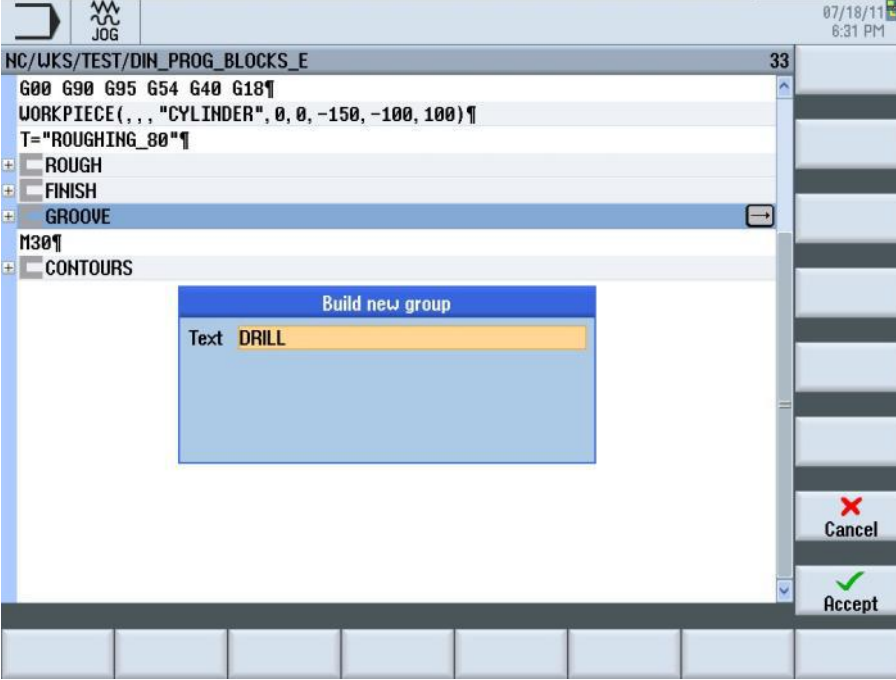 JOG
07/18/11
6:31 PM
NC/WKS/TEST/DIN_PROG_BLOCKS_E 33
G00 G90 G95 G54 G40 G18¶
WORKPIECE(,,,"CYLINDER",0,0,-150,-100,100)¶
T="ROUGHING_80"¶
ROUGH
FINISH
GROOVE
M30¶
CONTOURS
Build new group
Text DRILL
Cancel
Accept